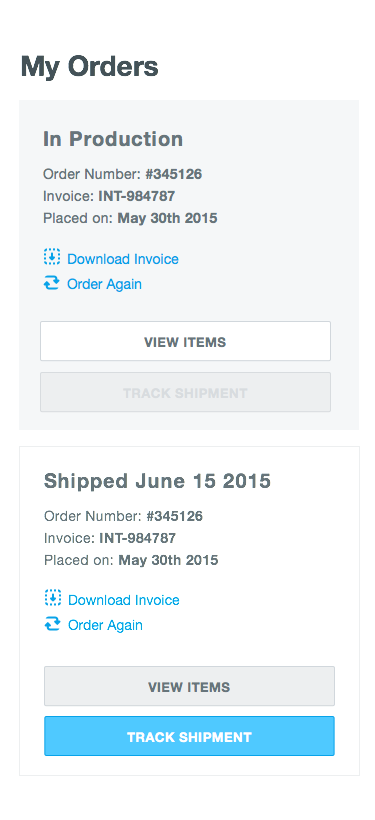 My Orders
In Production
Order Number: #345126
Invoice: INT-984787
Placed on: May 30th 2015
Download Invoice
Order Again
VIEW ITEMS
TRACK SHIPMENT
Shipped June 15 2015
Order Number: #345126
Invoice: INT-984787
Placed on: May 30th 2015
Download Invoice
Order Again
VIEW ITEMS
TRACK SHIPMENT